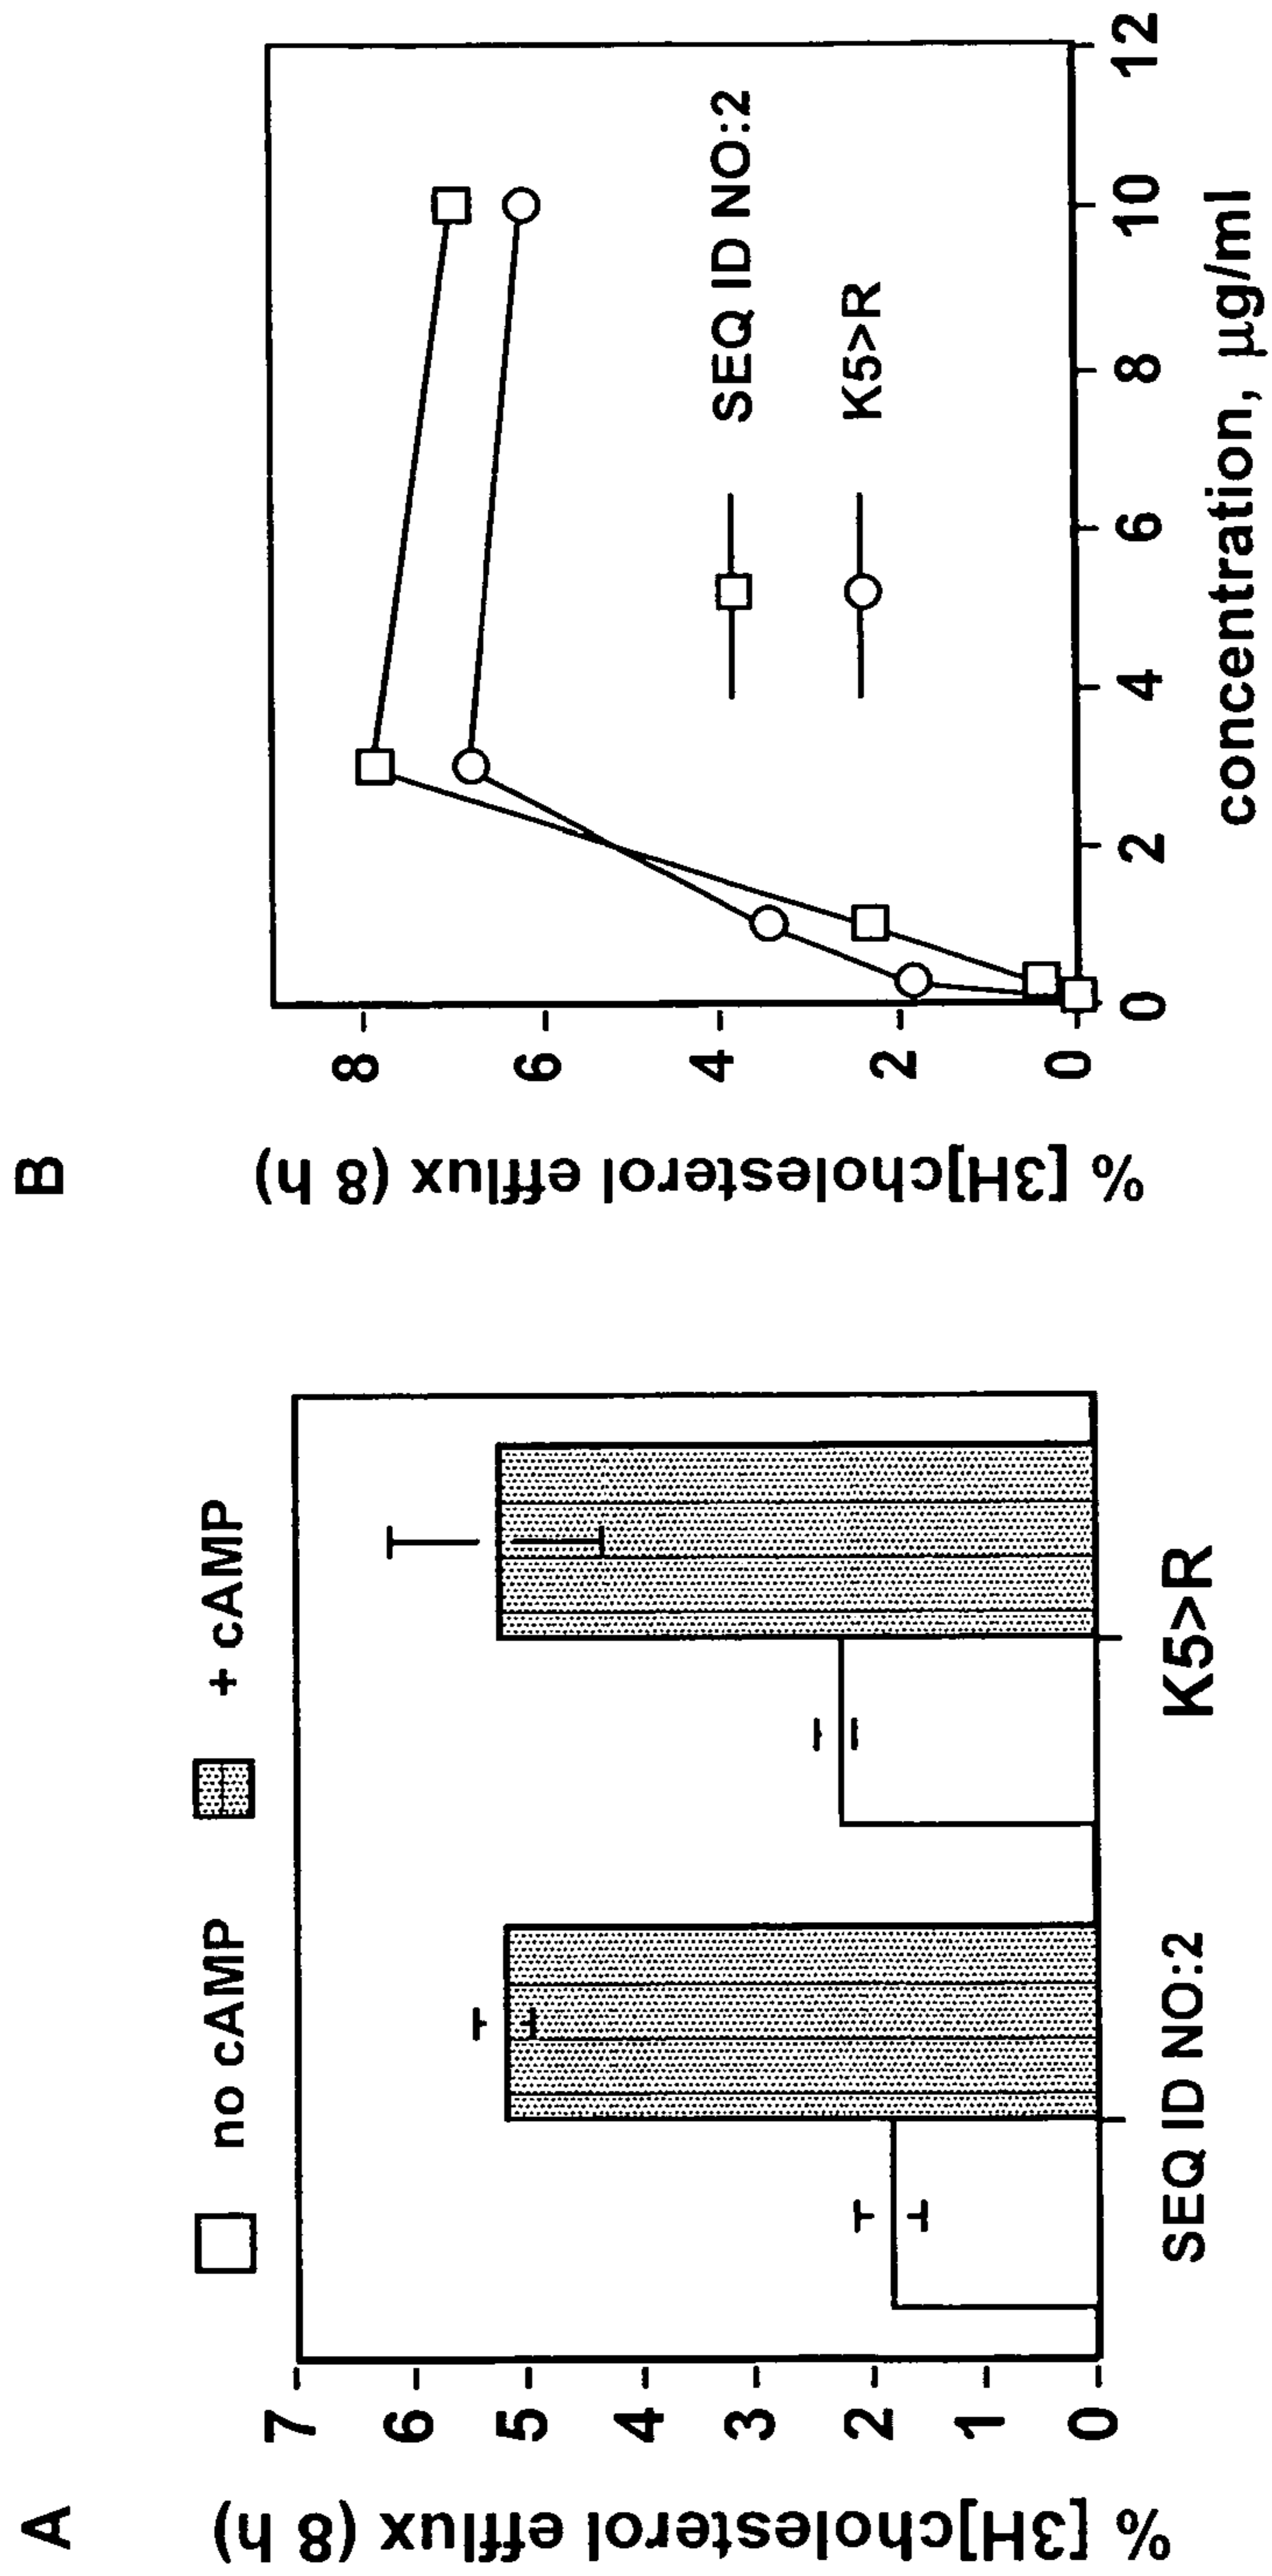 A
no cAMP
+ cAMP
% [3H]cholesterol efflux (8 h)
7
6
5
4
3
2
1
0
SEQ ID NO:2
K5>R
B
% [3H]cholesterol efflux (8 h)
8
6
4
2
0
SEQ ID NO:2
K5>R
0
2
4
6
8
10
12
concentration, µg/ml